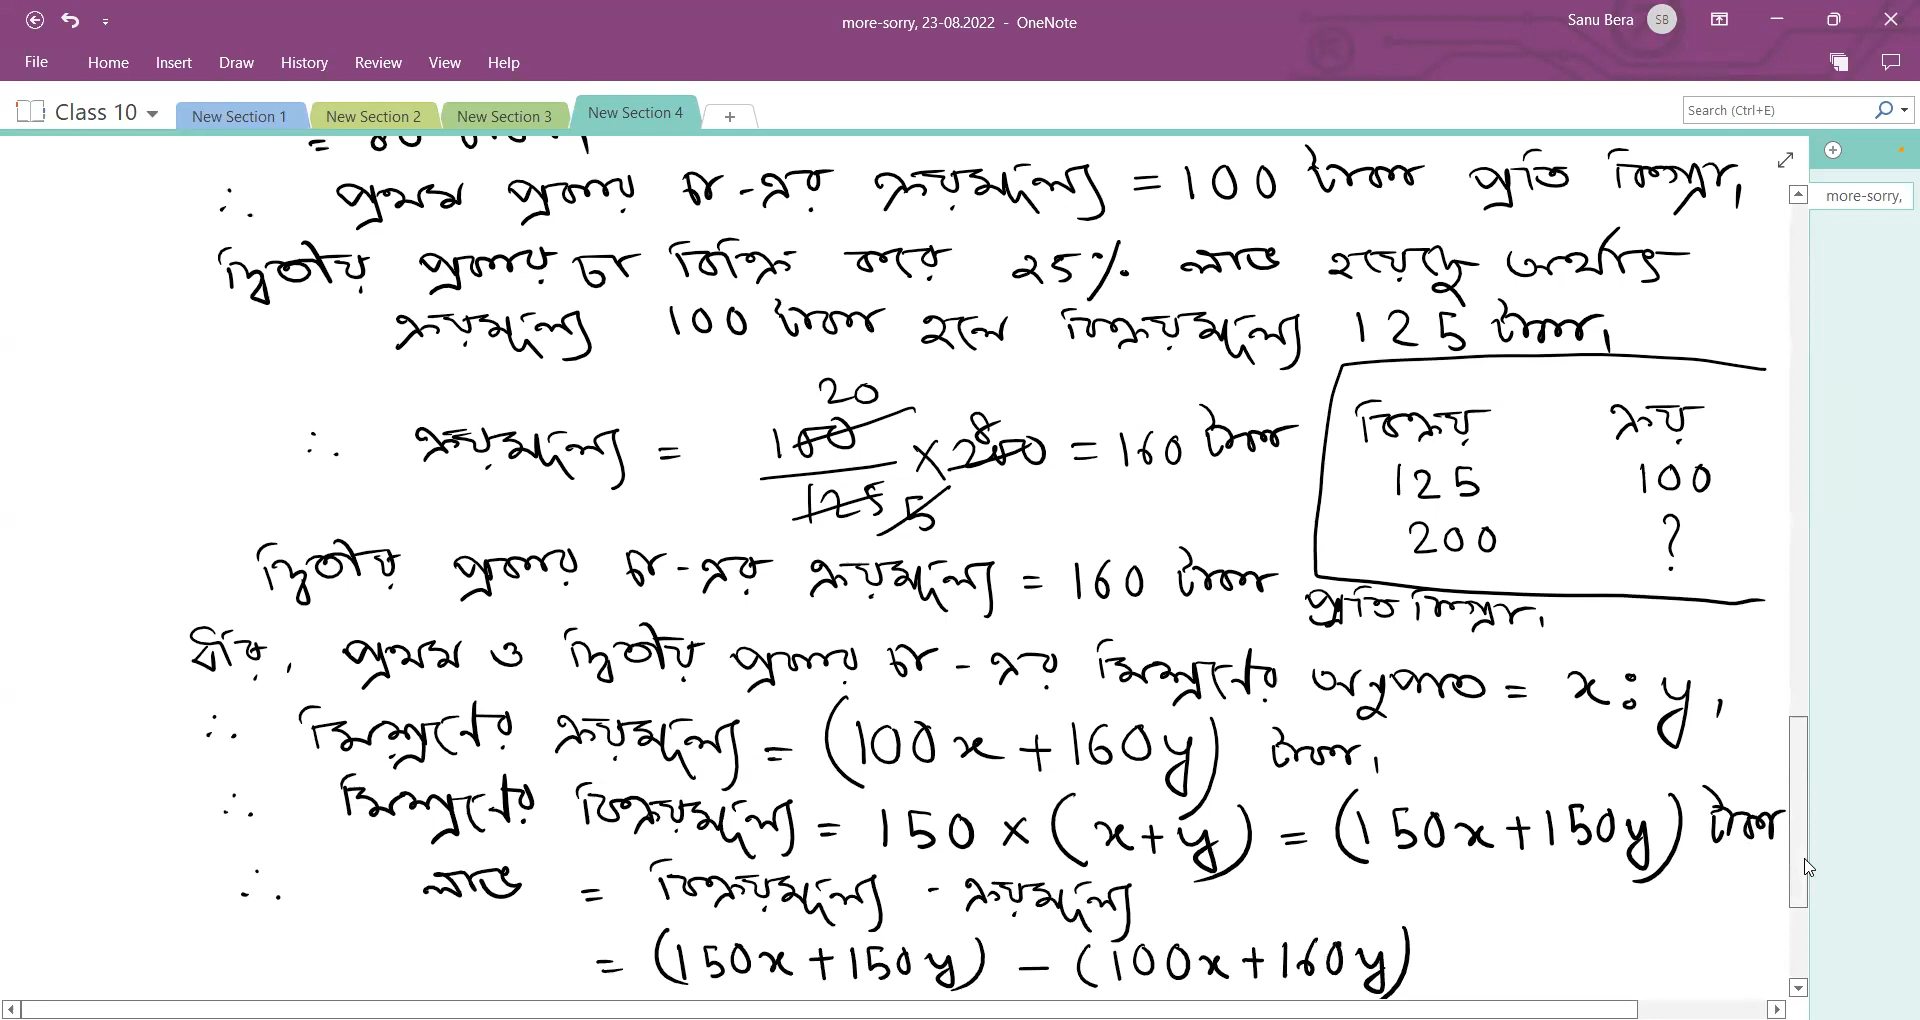 more-sorry, 23-08.2022 - OneNote
Sanu Bera SB
File Home Insert Draw History Review View Help
Class 10 New Section 1 New Section 2 New Section 3 New Section 4 +
Search (Ctrl+E)
more-sorry,
∴ প্রথম প্রকার চা-এর ক্রয়মূল্য = 100 টাকা প্রতি কিগ্রা,
দ্বিতীয় প্রকার চা বিক্রি করে 25% লাভ হয়েছে অর্থাৎ
ক্রয়মূল্য 100 টাকা হলে বিক্রয়মূল্য 125 টাকা,
20
∴ ক্রয়মূল্য = 100/125 × 200 = 160 টাকা
8
5
বিক্রয় ক্রয়
125 100
200 ?
দ্বিতীয় প্রকার চা-এর ক্রয়মূল্য = 160 টাকা
প্রতি কিগ্রা,
ধরি, প্রথম ও দ্বিতীয় প্রকার চা-এর মিশ্রণের অনুপাত = x : y,
∴ মিশ্রণের ক্রয়মূল্য = (100x + 160y) টাকা,
∴ মিশ্রণের বিক্রয়মূল্য = 150 × (x+y) = (150x+150y) টাকা
∴ লাভ = বিক্রয়মূল্য - ক্রয়মূল্য
= (150x + 150y) - (100x + 160y)